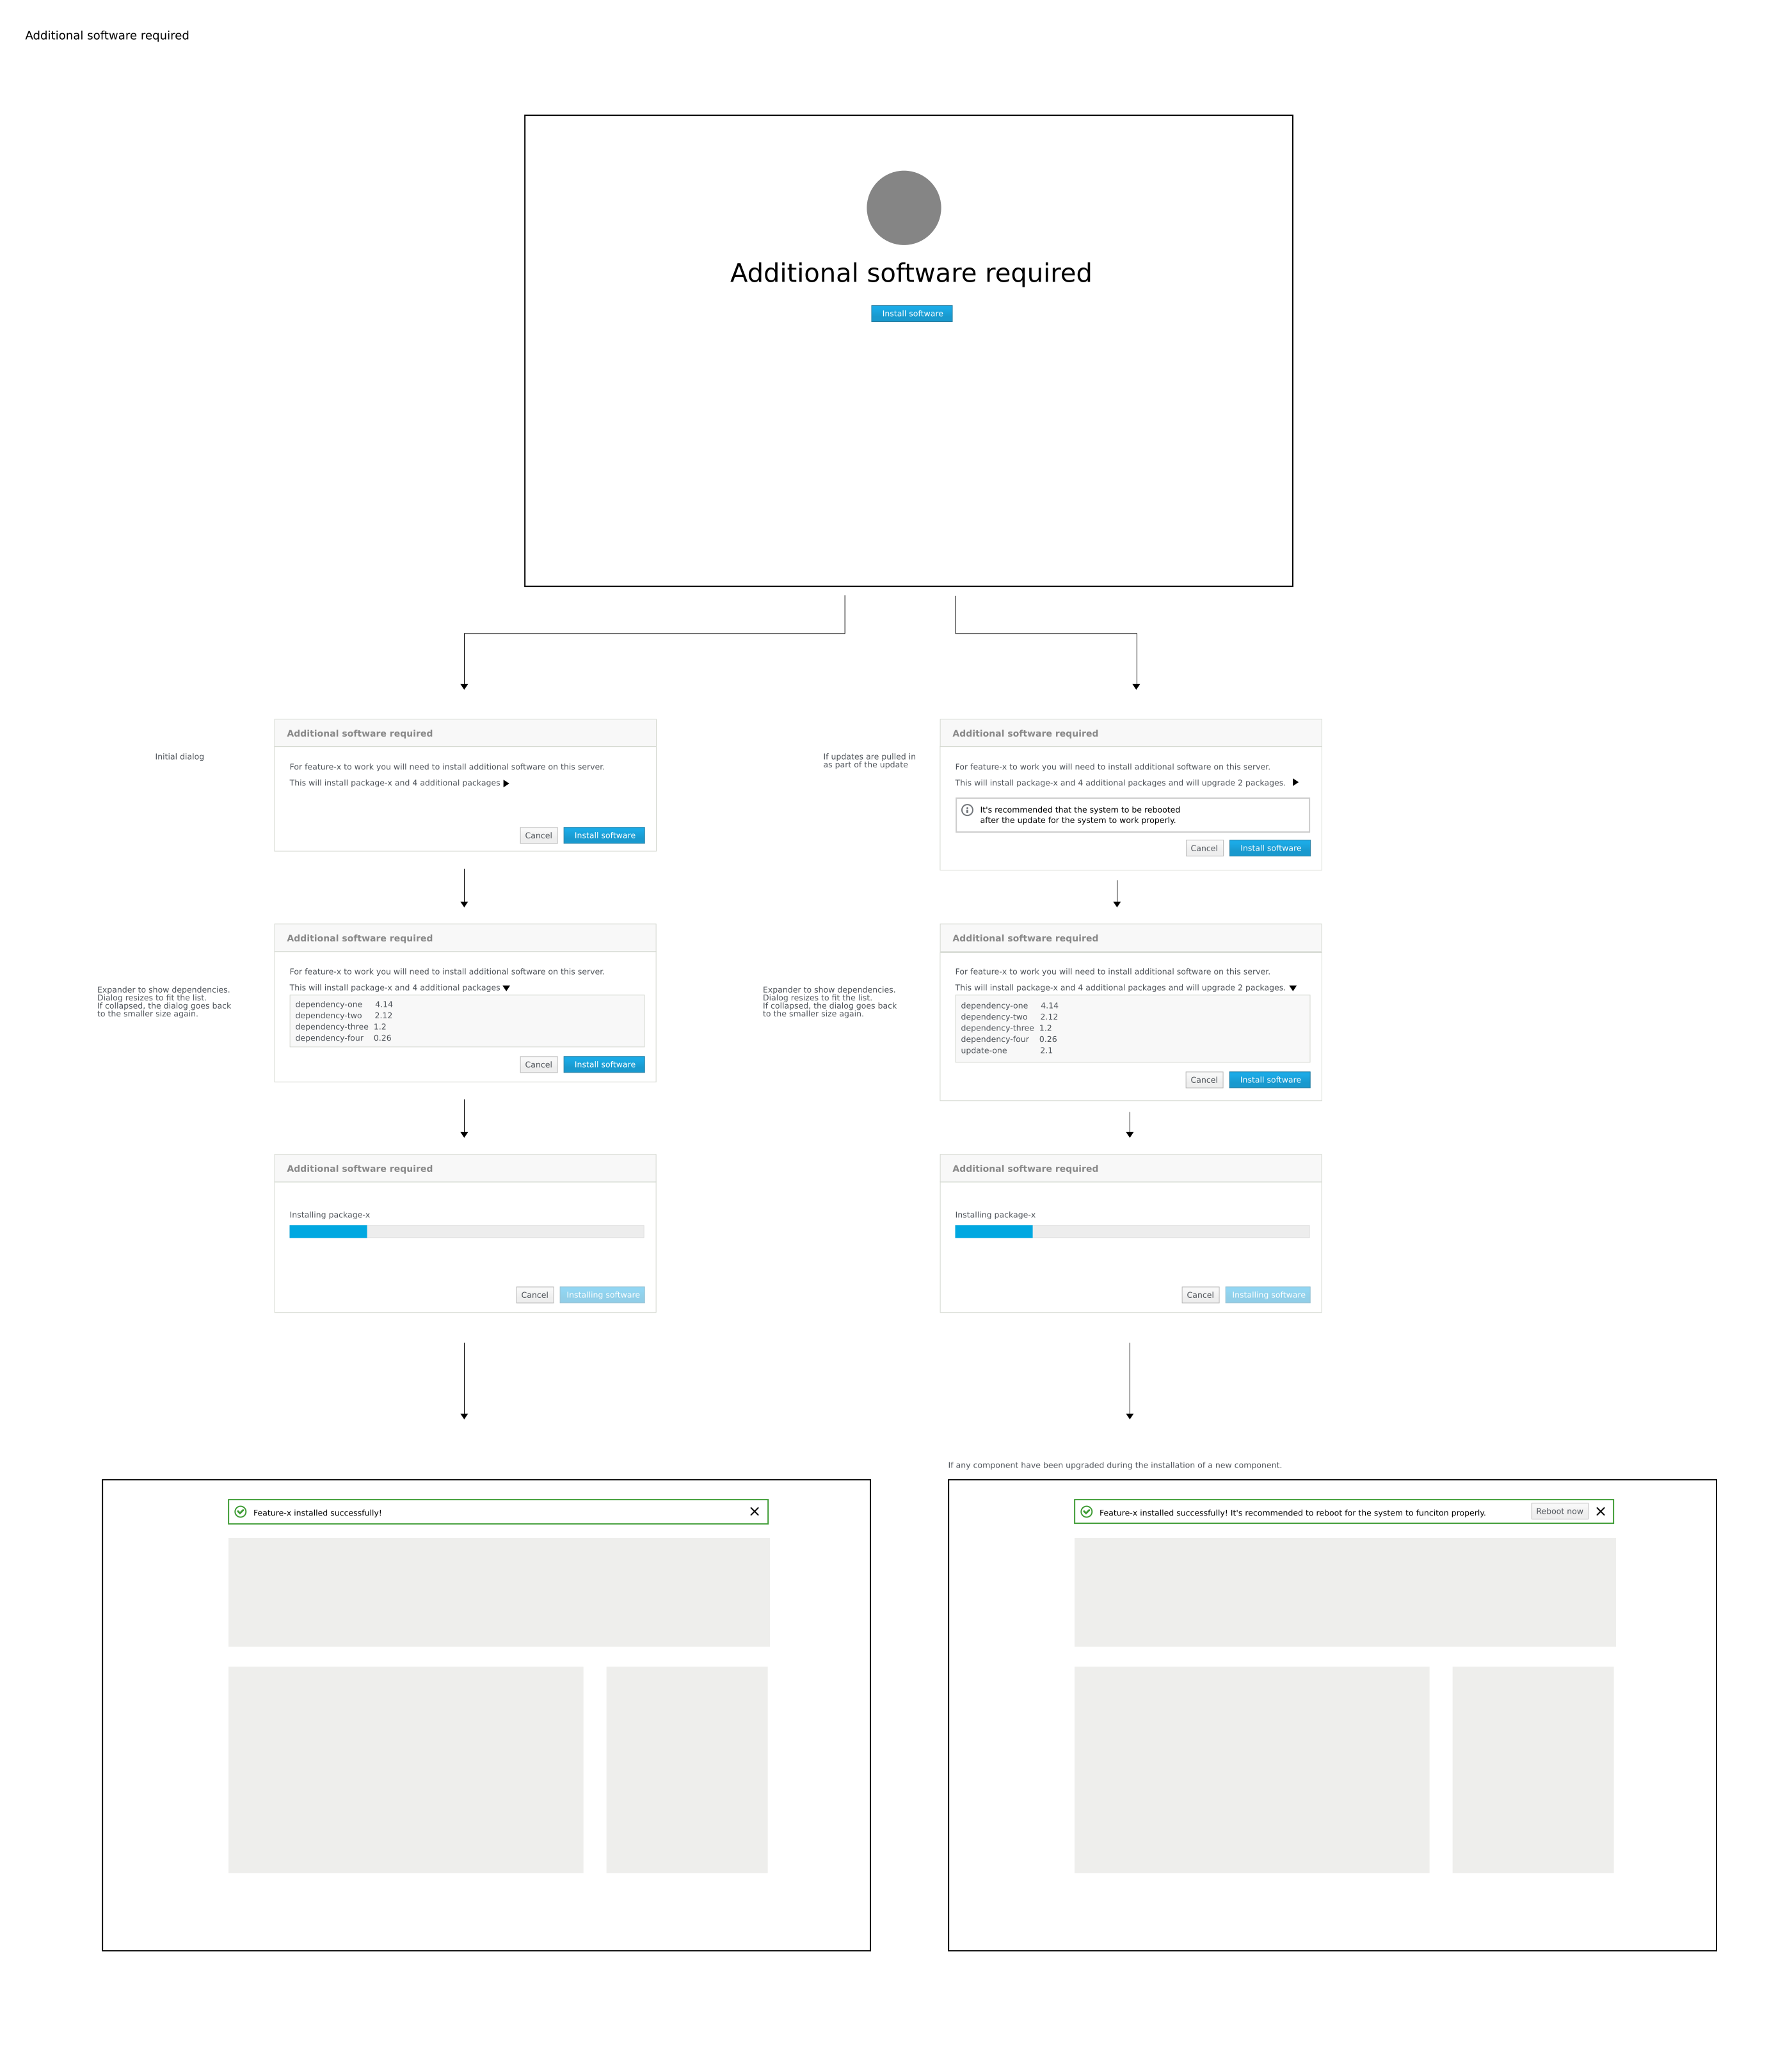 Additional software required
Additional software required
Install software
Initial dialog
Additional software required
For feature-x to work you will need to install additional software on this server.
This will install package-x and 4 additional packages
Cancel
Install software
If updates are pulled in
as part of the update
Additional software required
For feature-x to work you will need to install additional software on this server.
This will install package-x and 4 additional packages and will upgrade 2 packages.
It's recommended that the system to be rebooted
after the update for the system to work properly.
Cancel
Install software
Expander to show dependencies.
Dialog resizes to fit the list.
If collapsed, the dialog goes back
to the smaller size again.
Additional software required
For feature-x to work you will need to install additional software on this server.
This will install package-x and 4 additional packages
dependency-one 4.14
dependency-two 2.12
dependency-three 1.2
dependency-four 0.26
Cancel
Install software
Expander to show dependencies.
Dialog resizes to fit the list.
If collapsed, the dialog goes back
to the smaller size again.
Additional software required
For feature-x to work you will need to install additional software on this server.
This will install package-x and 4 additional packages and will upgrade 2 packages.
dependency-one 4.14
dependency-two 2.12
dependency-three 1.2
dependency-four 0.26
update-one 2.1
Cancel
Install software
Additional software required
Installing package-x
Cancel
Installing software
Additional software required
Installing package-x
Cancel
Installing software
Feature-x installed successfully!
If any component have been upgraded during the installation of a new component.
Feature-x installed successfully! It's recommended to reboot for the system to funciton properly.
Reboot now